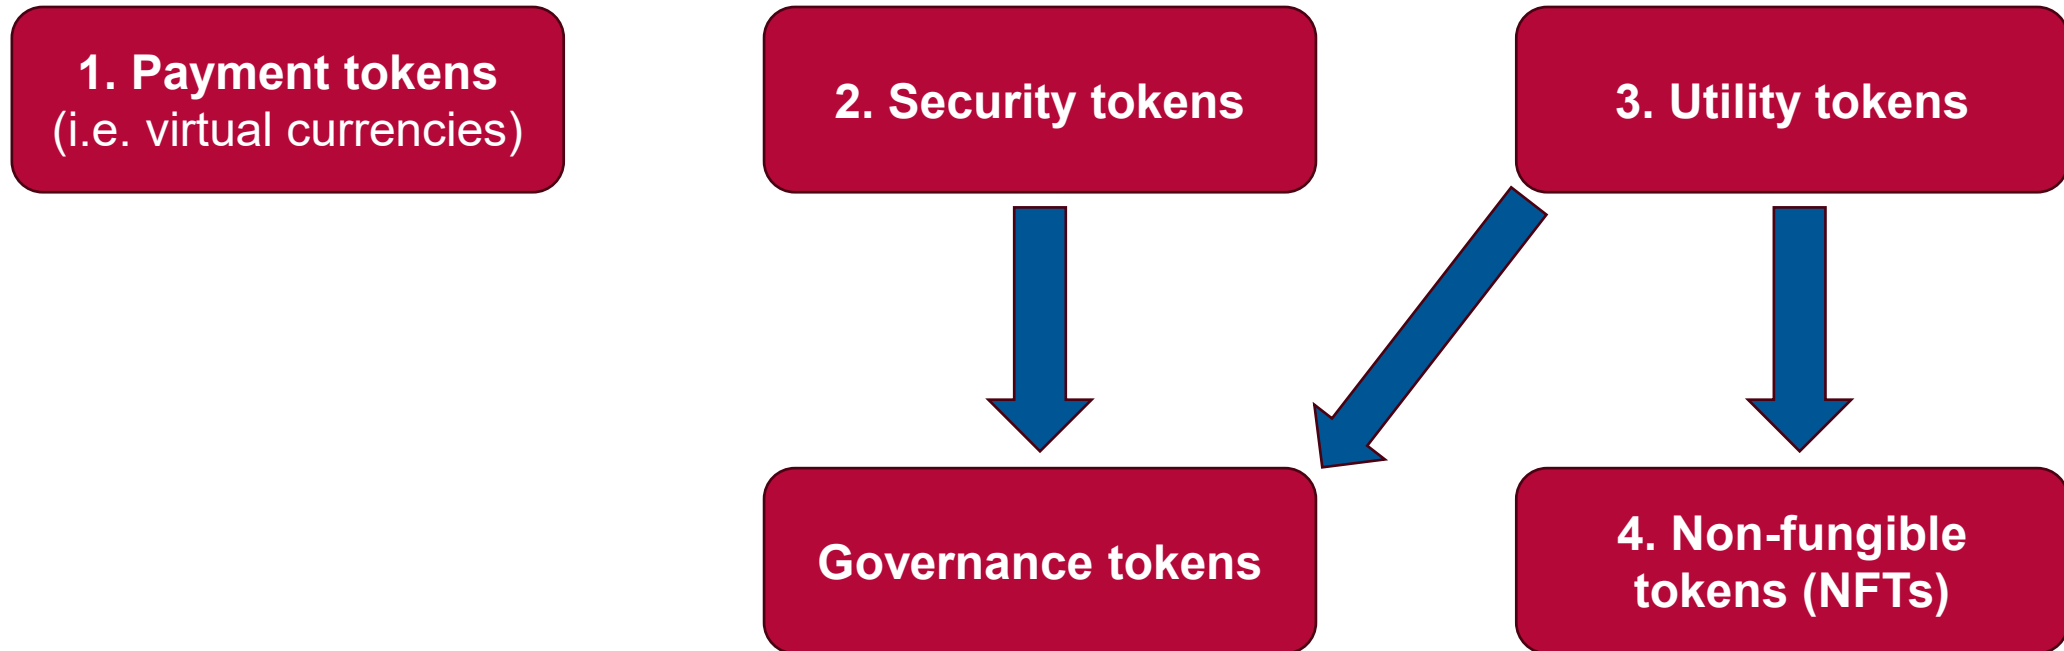 1. Payment tokens
(i.e. virtual currencies)
2. Security tokens
3. Utility tokens
Governance tokens
4. Non-fungible
tokens (NFTs)